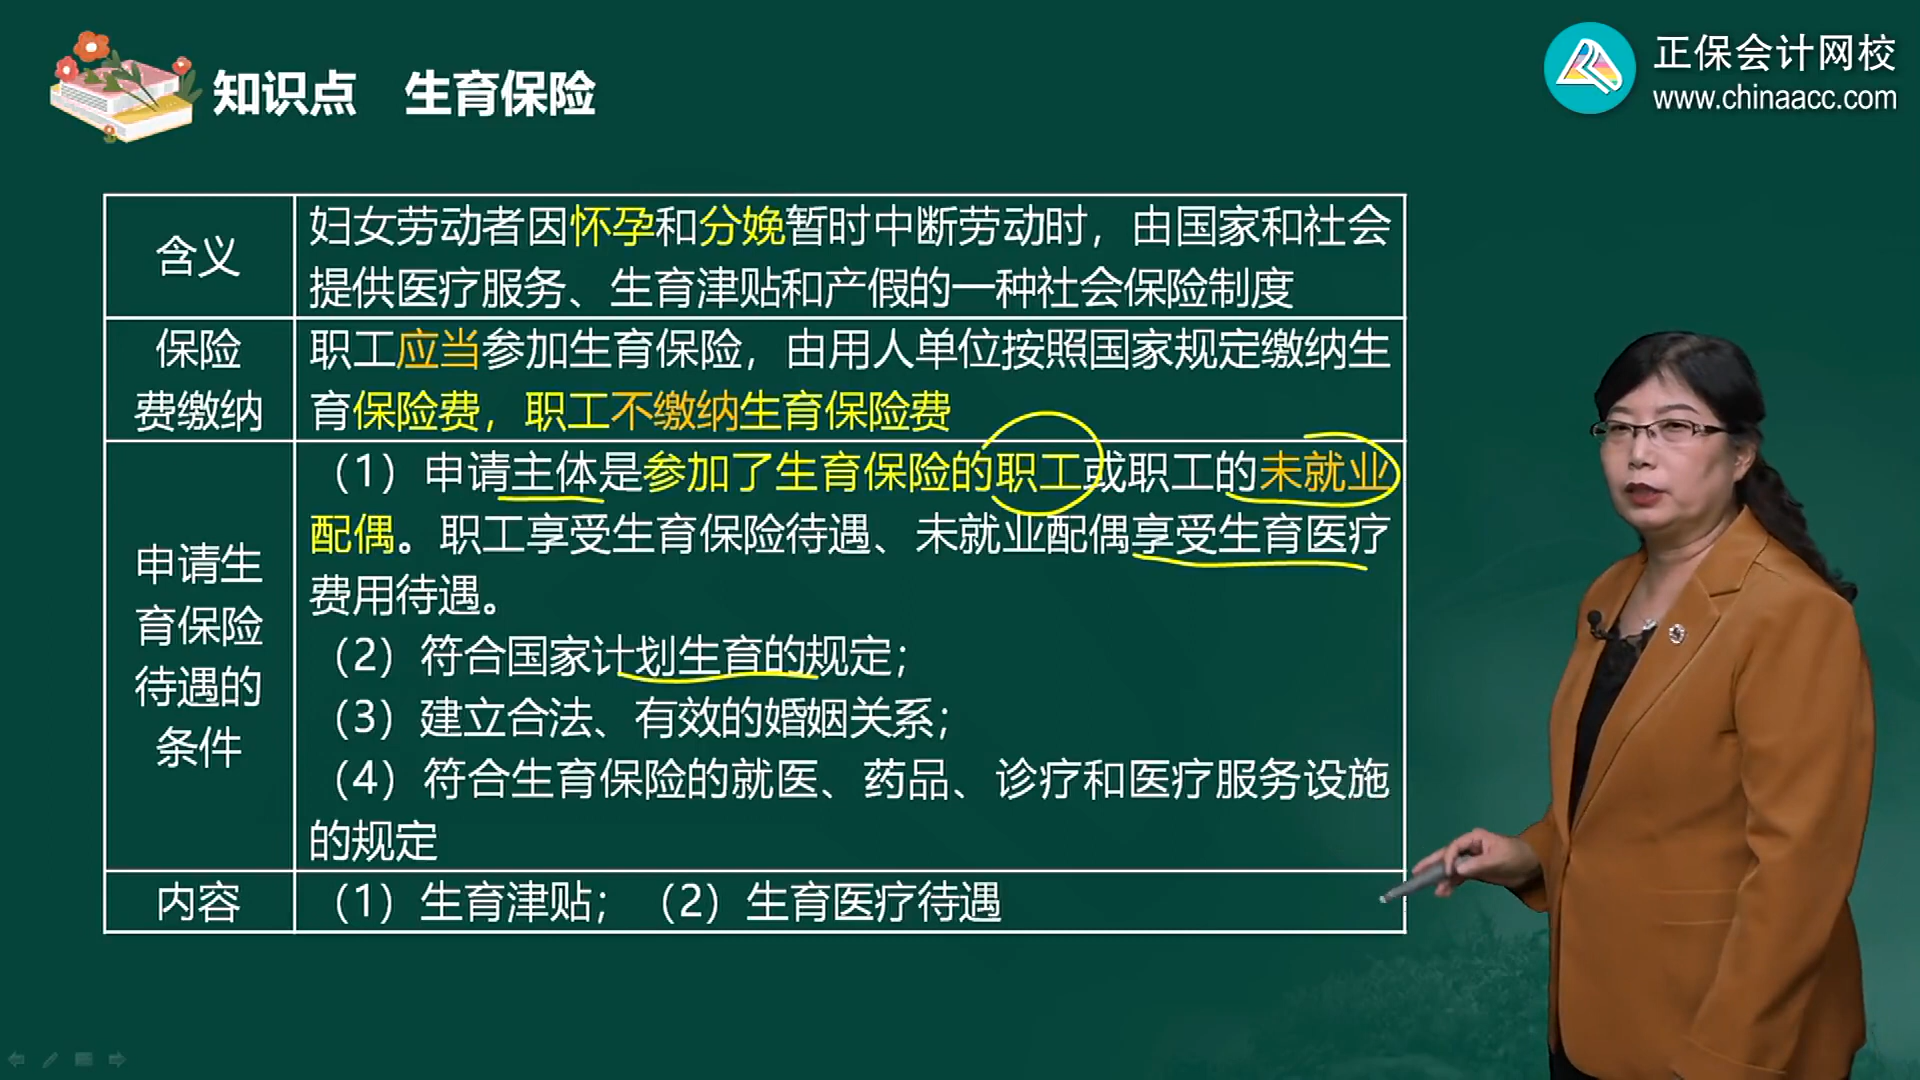 知识点 生育保险
正保会计网校
www.chinaacc.com
含义
妇女劳动者因怀孕和分娩暂时中断劳动时，由国家和社会
提供医疗服务、生育津贴和产假的一种社会保险制度
保险
费缴纳
职工应当参加生育保险，由用人单位按照国家规定缴纳生
育保险费，职工不缴纳生育保险费
申请生
育保险
待遇的
条件
（1）申请主体是参加了生育保险的职工或职工的未就业
配偶。职工享受生育保险待遇、未就业配偶享受生育医疗
费用待遇。
（2）符合国家计划生育的规定；
（3）建立合法、有效的婚姻关系；
（4）符合生育保险的就医、药品、诊疗和医疗服务设施
的规定
内容
（1）生育津贴；（2）生育医疗待遇